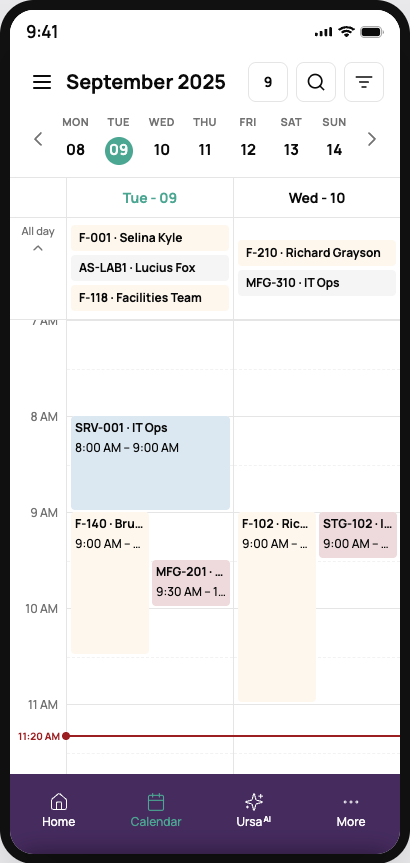 9:41
September 2025
9
MON TUE WED THU FRI SAT SUN
08 09 10 11 12 13 14
Tue - 09
Wed - 10
All day
F-001 · Selina Kyle
AS-LAB1 · Lucius Fox
F-118 · Facilities Team
F-210 · Richard Grayson
MFG-310 · IT Ops
7 AM
8 AM
SRV-001 · IT Ops
8:00 AM – 9:00 AM
9 AM
F-140 · Bru...
9:00 AM – ...
MFG-201 · ...
9:30 AM – 1...
F-102 · Ric...
9:00 AM – ...
STG-102 · I...
9:00 AM – ...
10 AM
11 AM
11:20 AM
Home
Calendar
Ursa AI
More